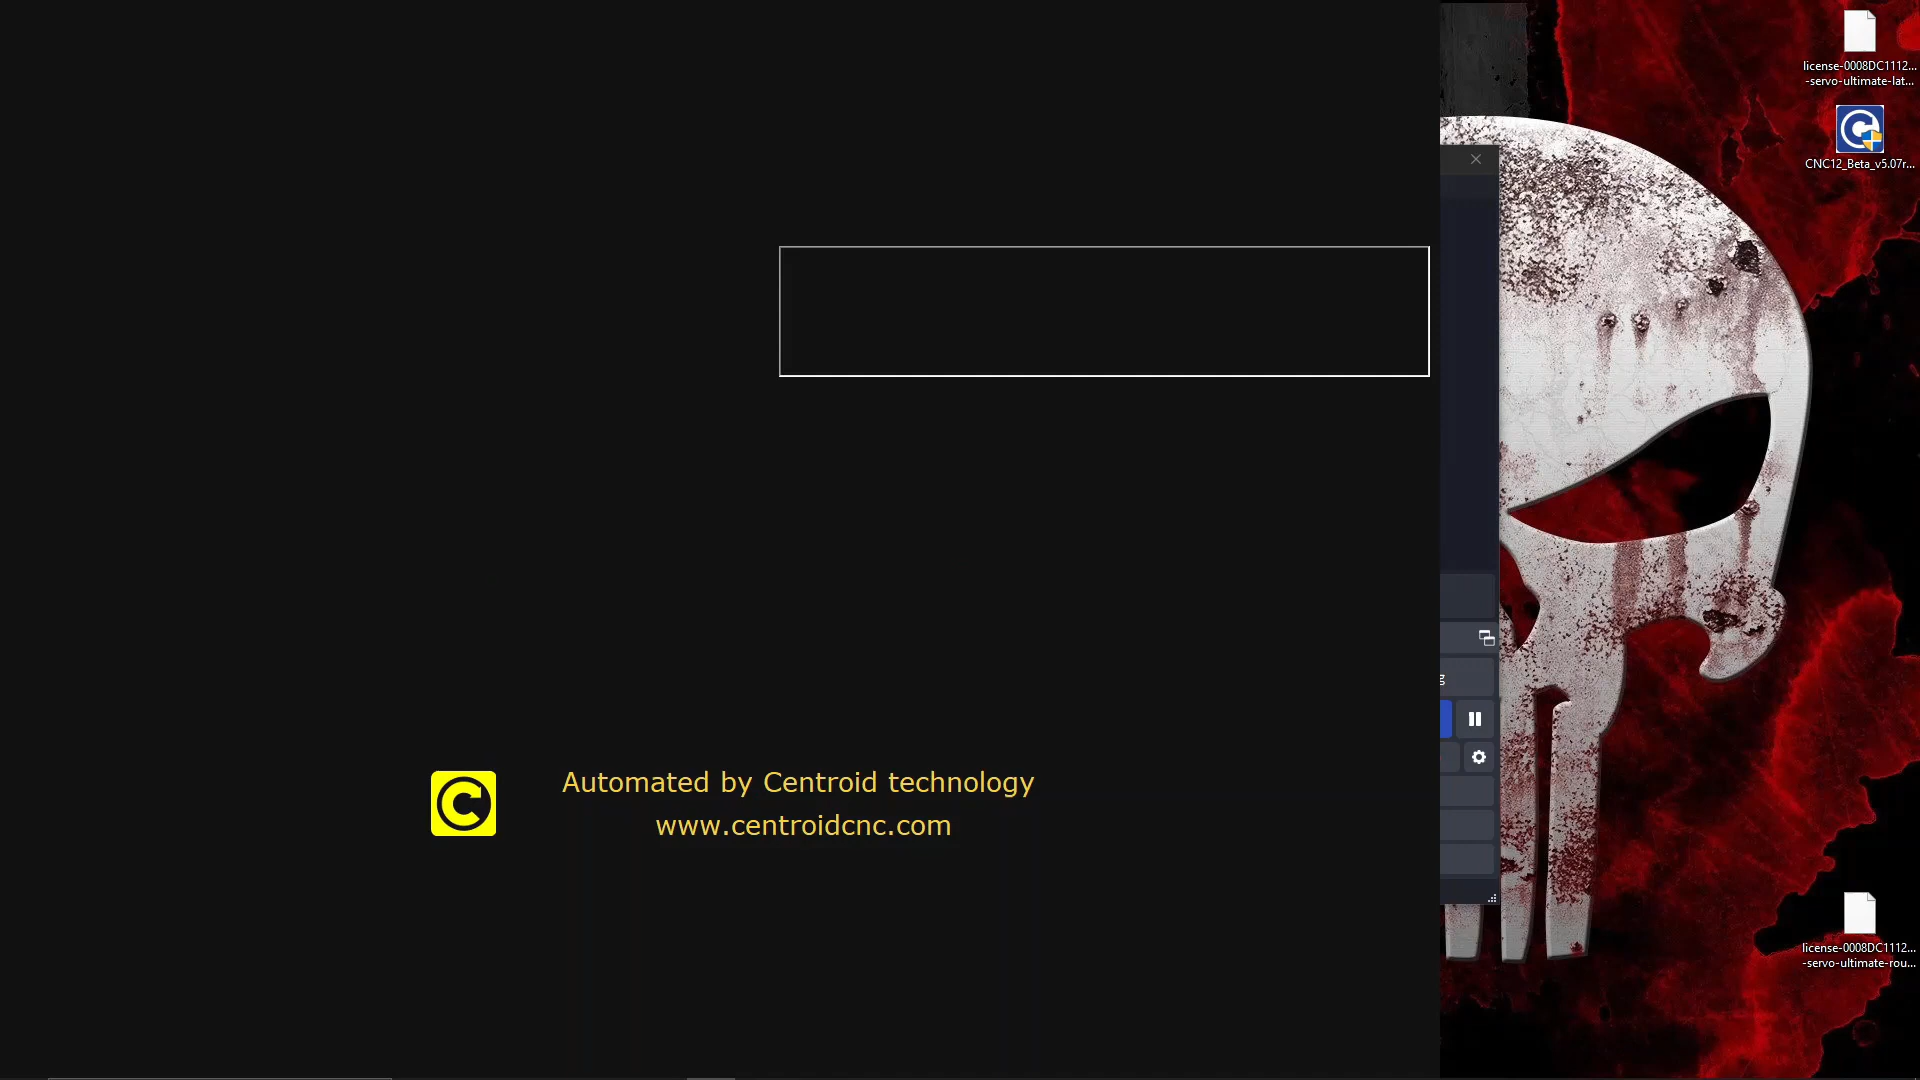 license-0008DC1112...
-servo-ultimate-lat...
CNC12_Beta_v5.07r...
g
Automated by Centroid technology
www.centroidcnc.com
license-0008DC1112...
-servo-ultimate-rou...